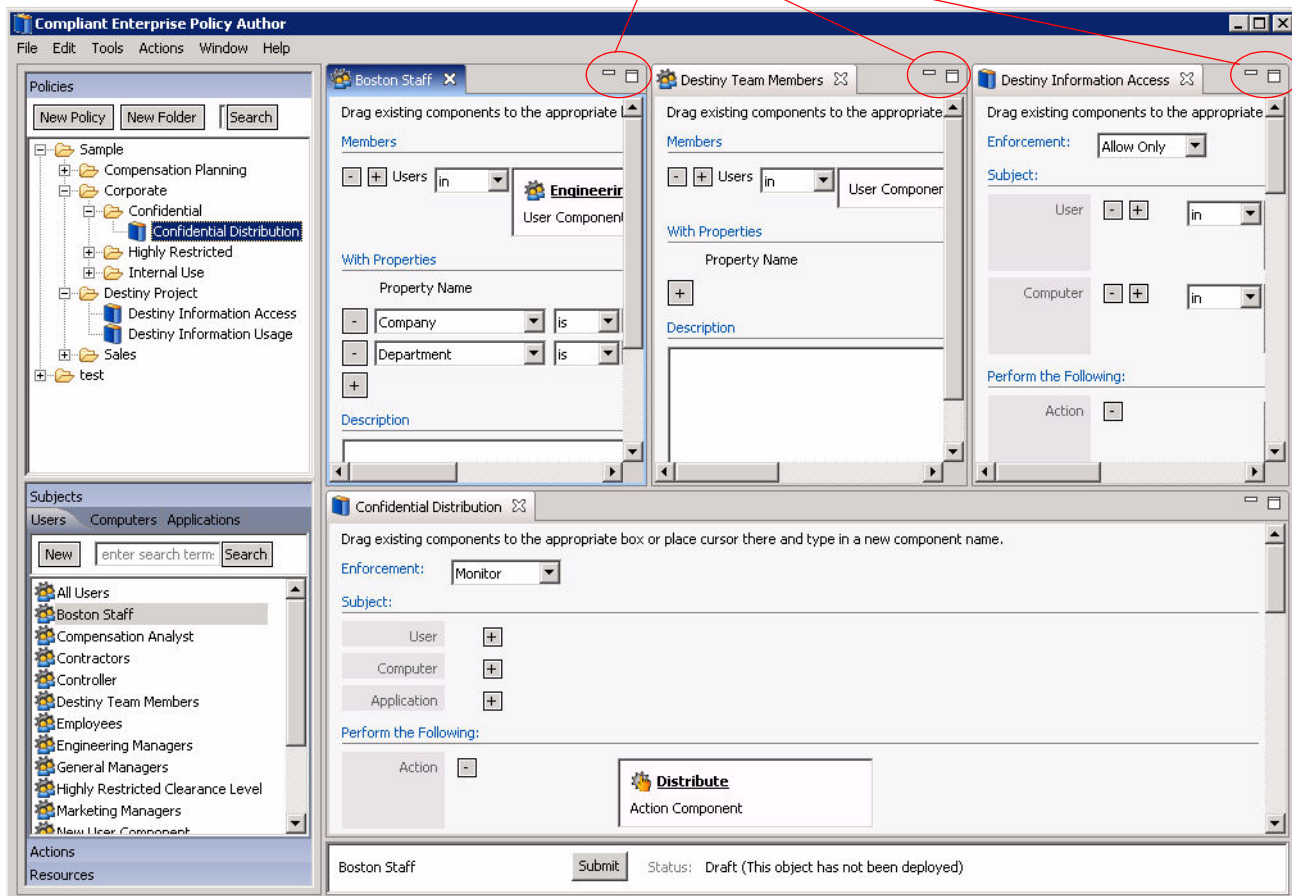 Compliant Enterprise Policy Author
File Edit Tools Actions Window Help
Policies
New Policy New Folder Search
Sample
Compensation Planning
Corporate
Confidential
Confidential Distribution
Highly Restricted
Internal Use
Destiny Project
Destiny Information Access
Destiny Information Usage
Sales
test
Subjects
Users Computers Applications
New enter search term: Search
All Users
Boston Staff
Compensation Analyst
Contractors
Controller
Destiny Team Members
Employees
Engineering Managers
General Managers
Highly Restricted Clearance Level
Marketing Managers
New User Component
Actions
Resources
Boston Staff
Drag existing components to the appropriate
Members
- + Users in
Engineerin
User Component
With Properties
Property Name
- Company is
- Department is
+
Description
Destiny Team Members
Drag existing components to the appropriate
Members
- + Users in
User Componer
With Properties
Property Name
+
Description
Destiny Information Access
Drag existing components to the appropriate
Enforcement: Allow Only
Subject:
User - + in
Computer - + in
Perform the Following:
Action -
Confidential Distribution
Drag existing components to the appropriate box or place cursor there and type in a new component name.
Enforcement: Monitor
Subject:
User +
Computer +
Application +
Perform the Following:
Action -
Distribute
Action Component
Boston Staff Submit Status: Draft (This object has not been deployed)